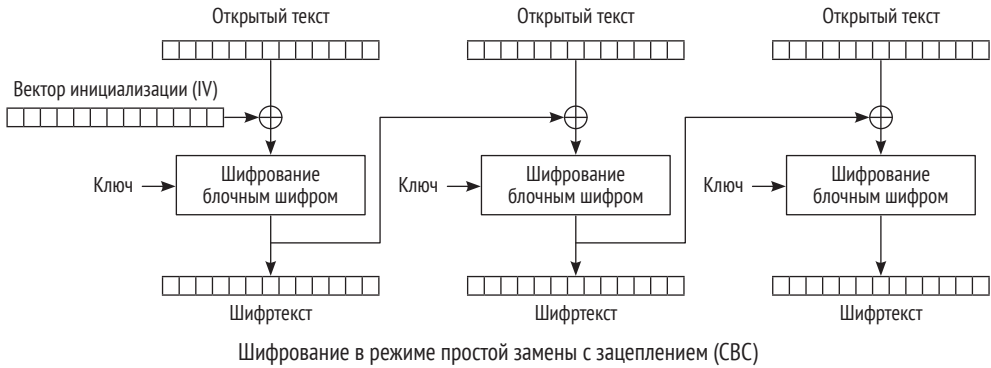 Открытый текст
Открытый текст
Открытый текст
Вектор инициализации (IV)
Ключ
Шифрование
блочным шифром
Ключ
Шифрование
блочным шифром
Ключ
Шифрование
блочным шифром
Шифртекст
Шифртекст
Шифртекст
Шифрование в режиме простой замены с зацеплением (CBC)